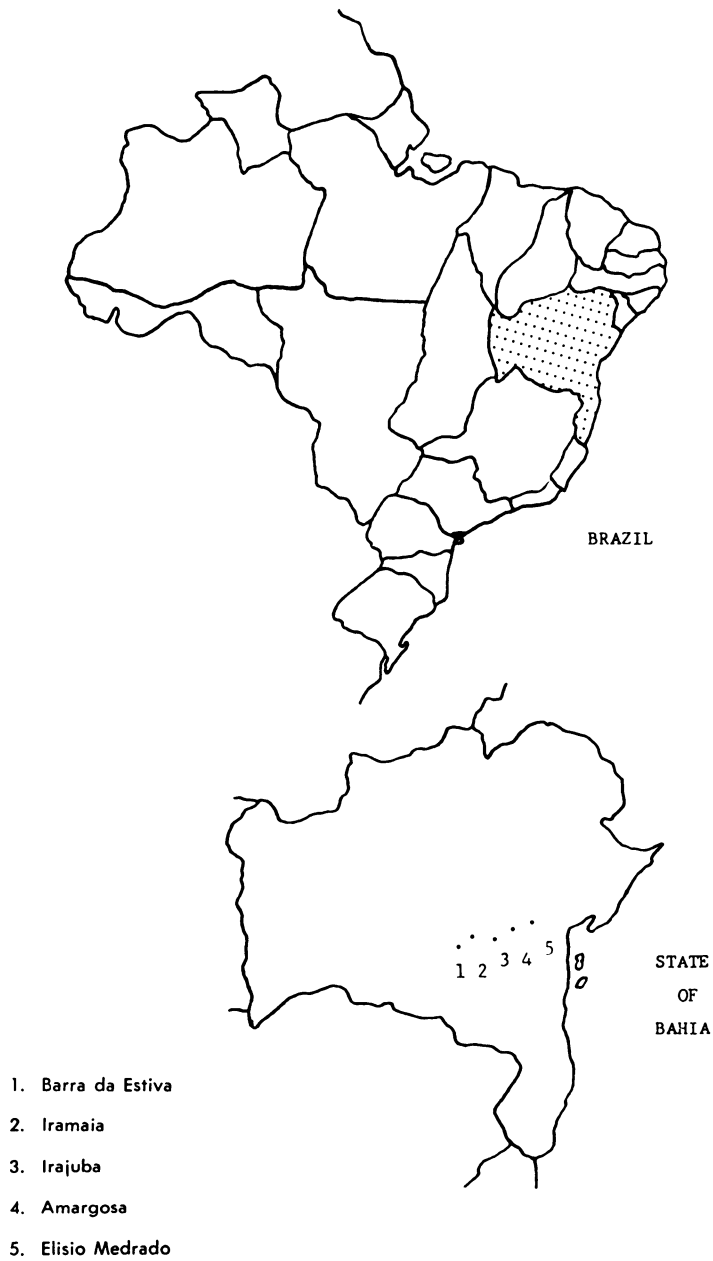 BRAZIL
1 2 3 4 5
STATE
OF
BAHIA
1. Barra da Estiva
2. Iramaia
3. Irajuba
4. Amargosa
5. Elisio Medrado